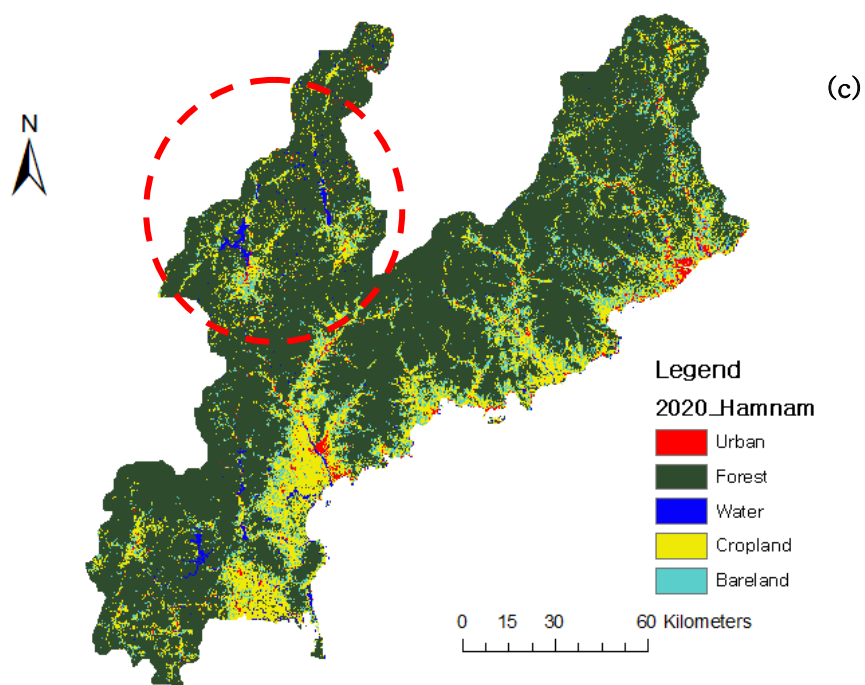 (c)
N
Legend
2020_Hamnam
Urban
Forest
Water
Cropland
Bareland
0 15 30 60 Kilometers